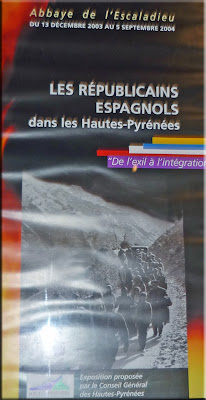 Abbaye de l'Escaladieu
DU 13 DÉCEMBRE 2003 AU 5 SEPTEMBRE 2004
LES RÉPUBLICAINS
ESPAGNOLS
dans les Hautes-Pyrénées
"De l'exil à l'intégration
Exposition proposée
par le Conseil Général
des Hautes-Pyrénées